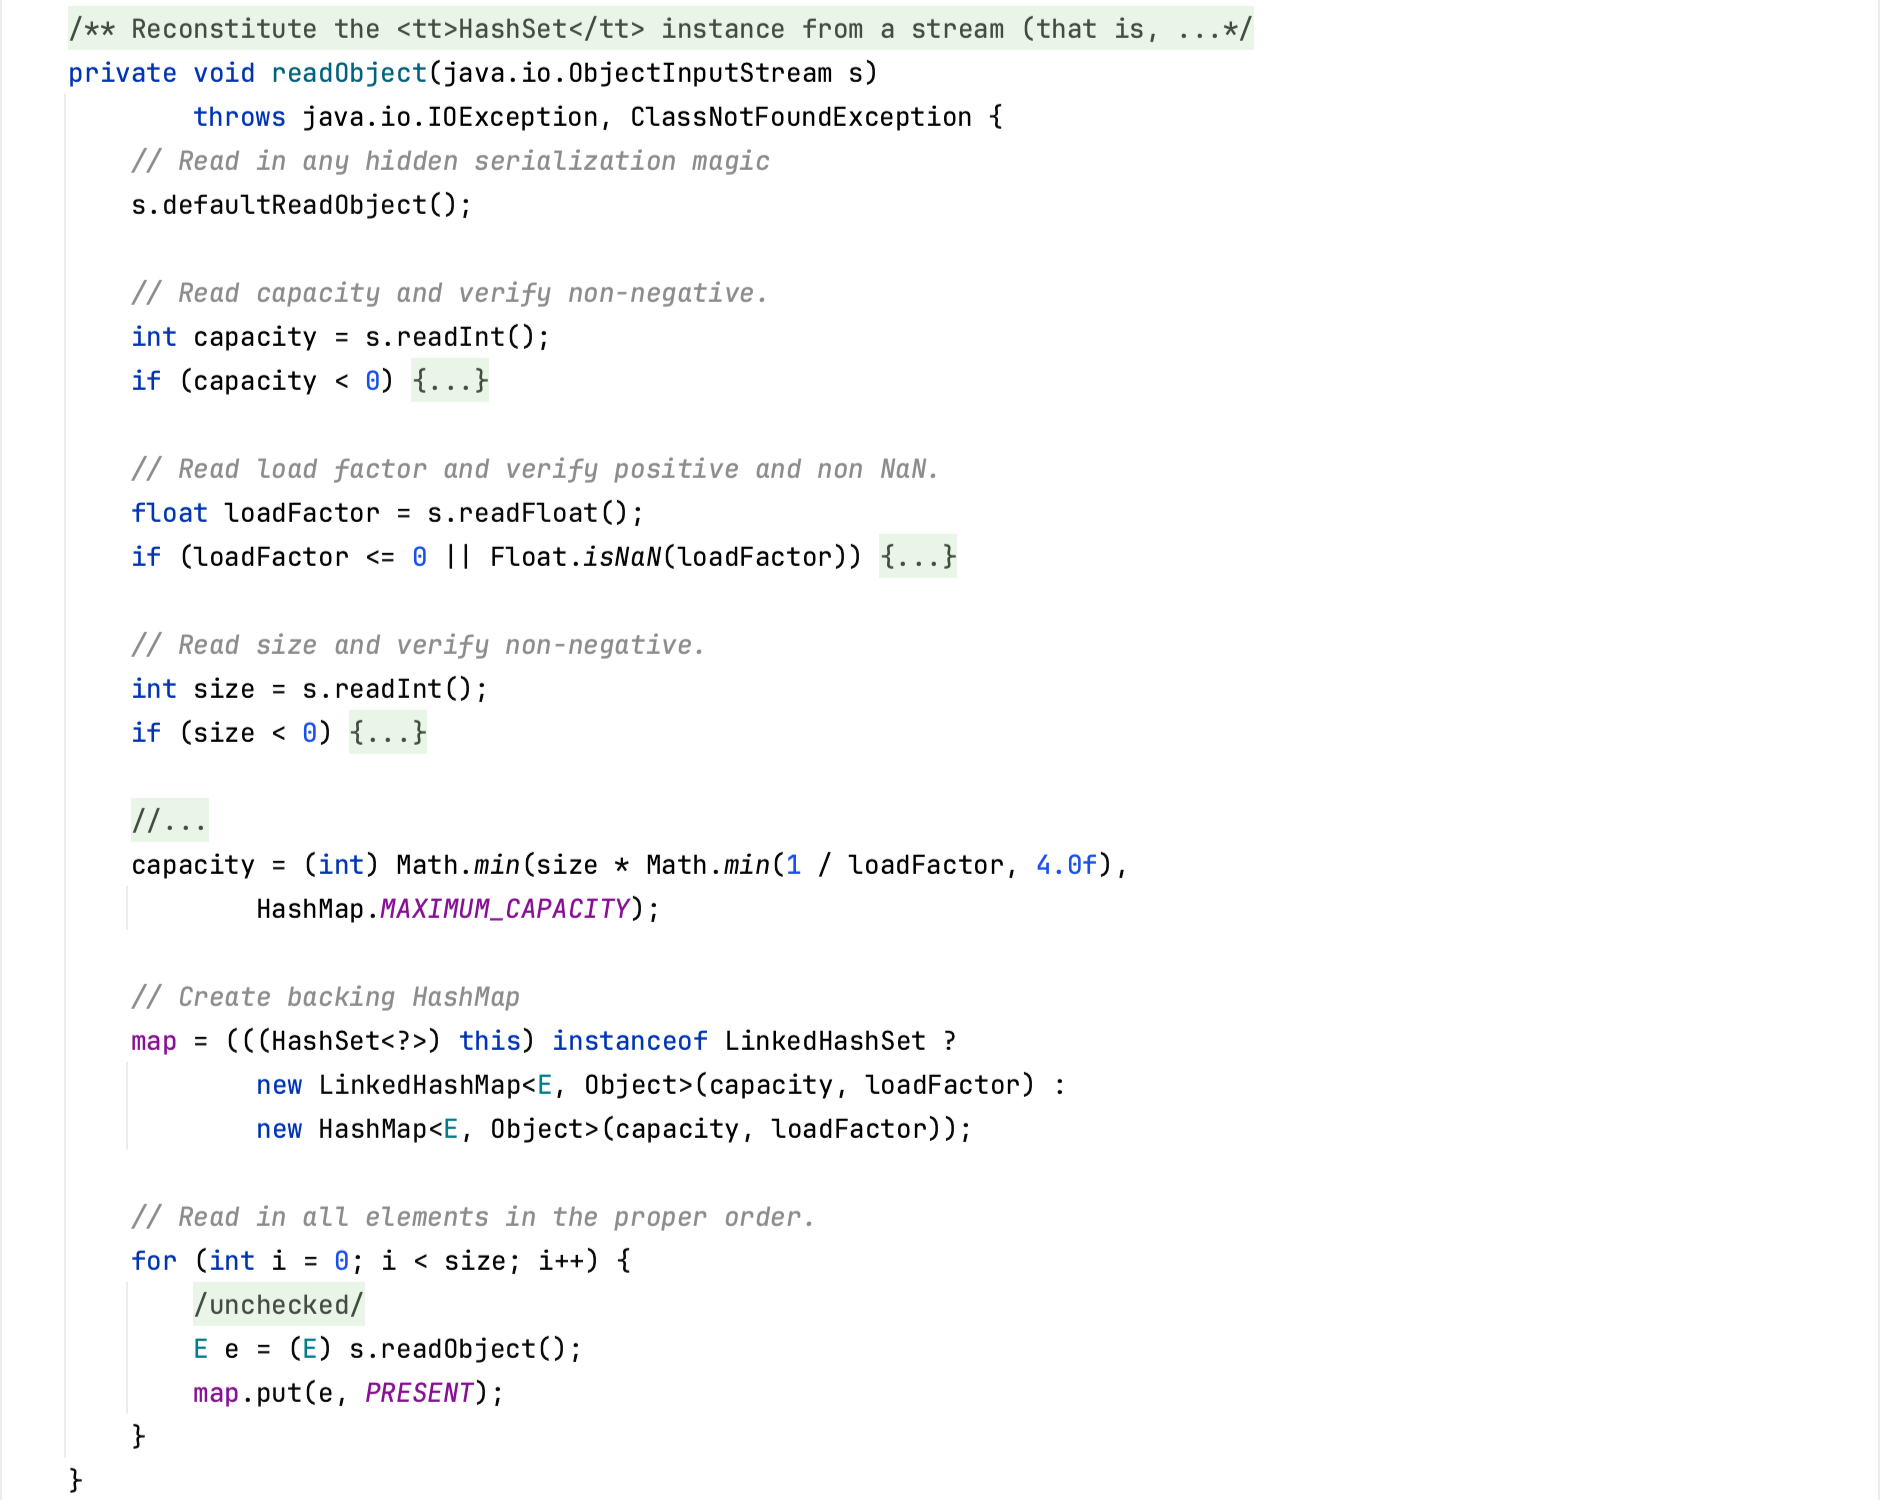 /** Reconstitute the <tt>HashSet</tt> instance from a stream (that is, ...*/
private void readObject(java.io.ObjectInputStream s)
        throws java.io.IOException, ClassNotFoundException {
    // Read in any hidden serialization magic
    s.defaultReadObject();

    // Read capacity and verify non-negative.
    int capacity = s.readInt();
    if (capacity < 0) {...}

    // Read load factor and verify positive and non NaN.
    float loadFactor = s.readFloat();
    if (loadFactor <= 0 || Float.isNaN(loadFactor)) {...}

    // Read size and verify non-negative.
    int size = s.readInt();
    if (size < 0) {...}

    //...
    capacity = (int) Math.min(size * Math.min(1 / loadFactor, 4.0f),
            HashMap.MAXIMUM_CAPACITY);

    // Create backing HashMap
    map = (((HashSet<?>) this) instanceof LinkedHashSet ?
            new LinkedHashMap<E, Object>(capacity, loadFactor) :
            new HashMap<E, Object>(capacity, loadFactor));

    // Read in all elements in the proper order.
    for (int i = 0; i < size; i++) {
        /unchecked/
        E e = (E) s.readObject();
        map.put(e, PRESENT);
    }
}